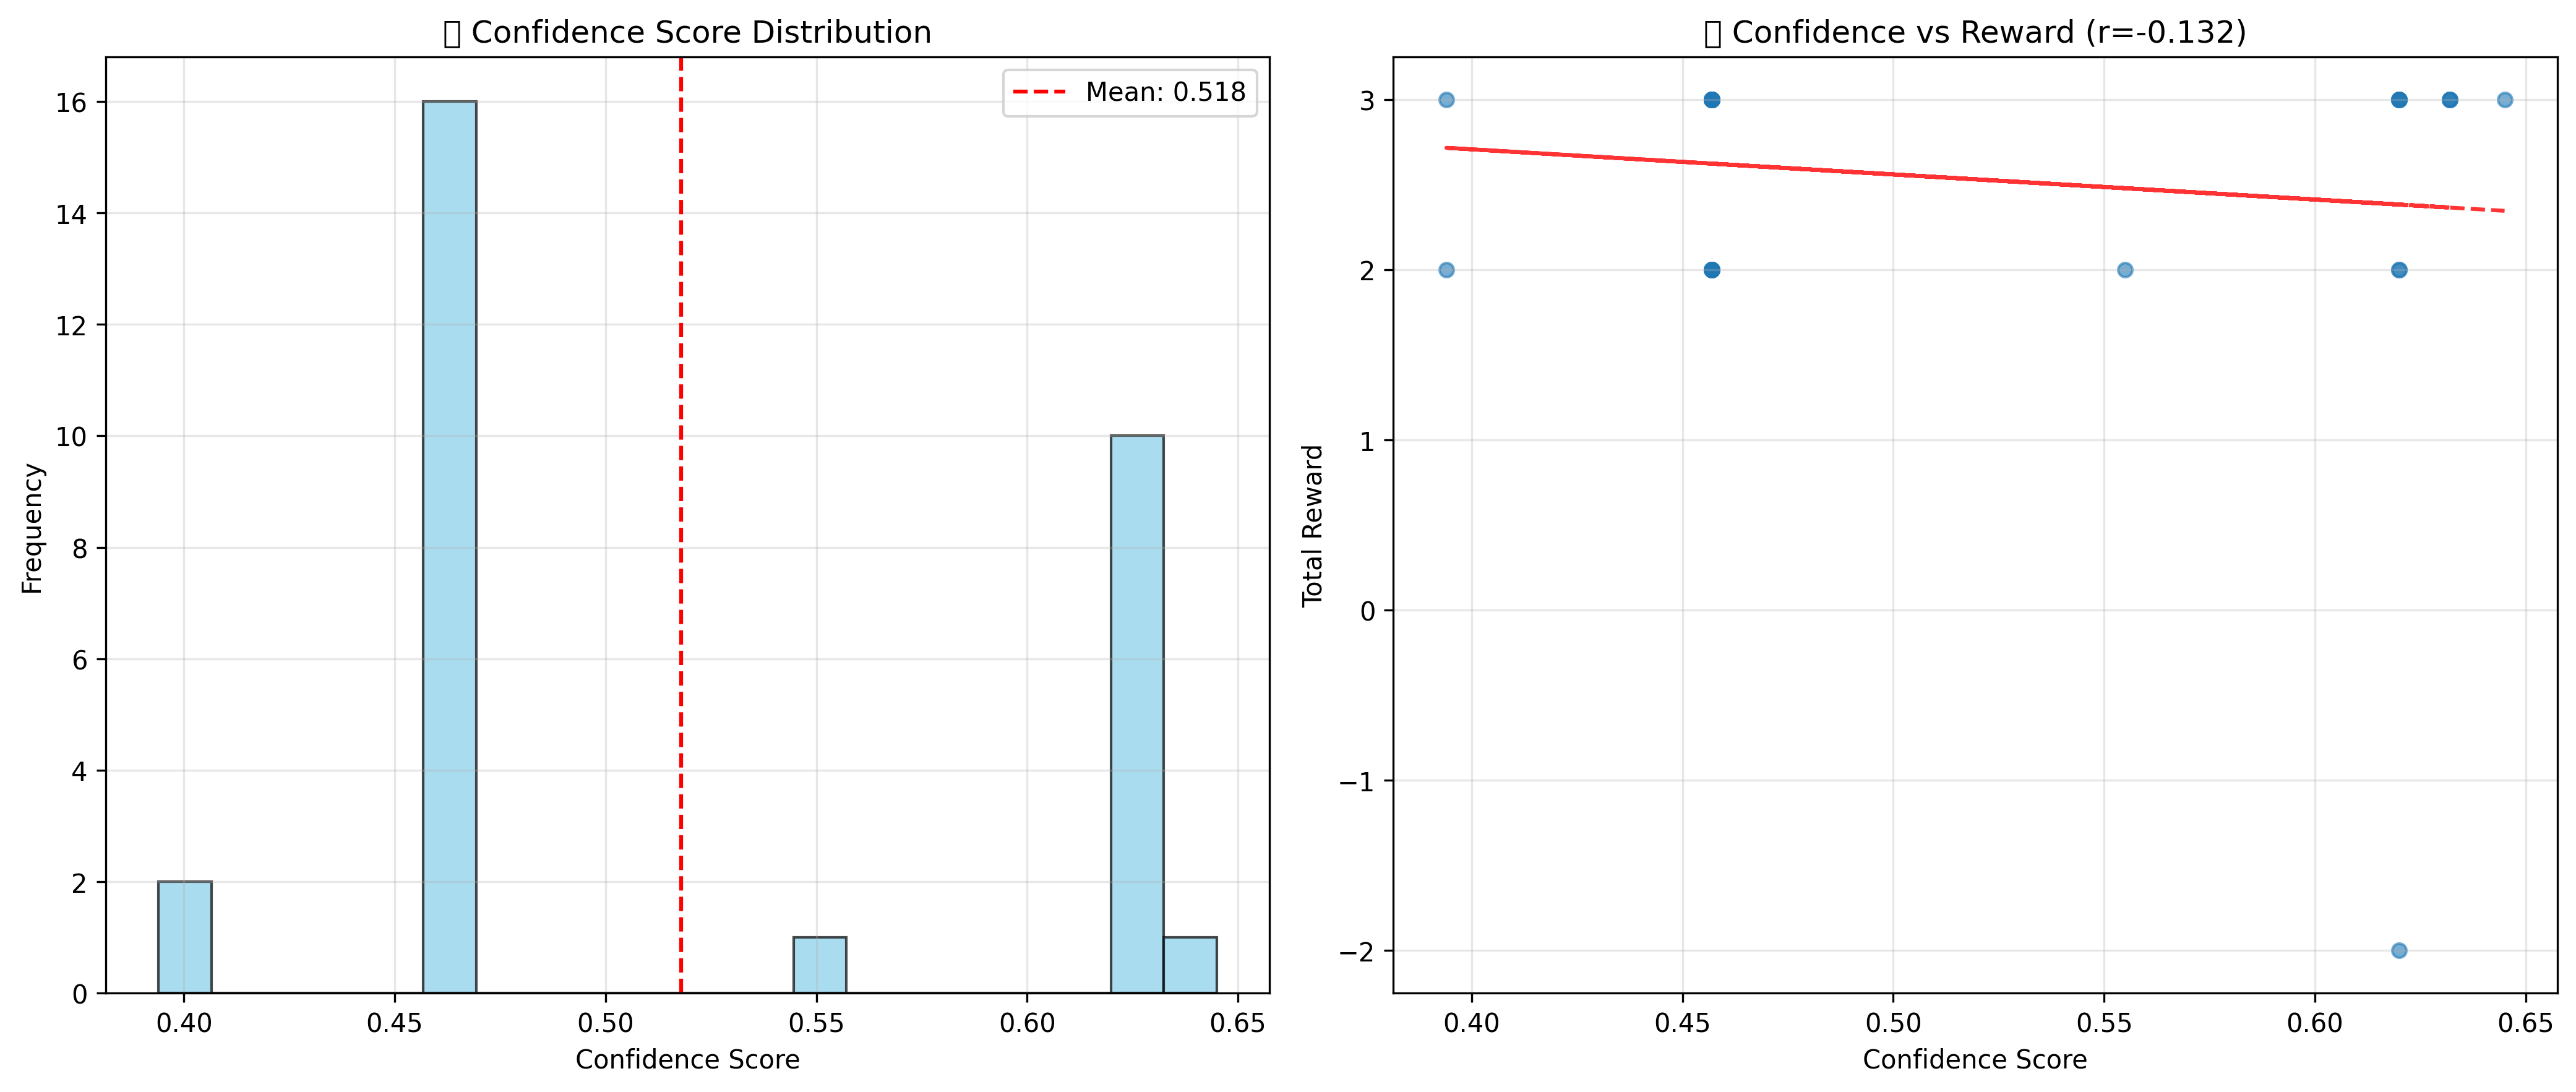 ▯ Confidence Score Distribution
Mean: 0.518
16
14
12
10
8
6
4
2
0
Frequency
0.40 0.45 0.50 0.55 0.60 0.65
Confidence Score
▯ Confidence vs Reward (r=-0.132)
3
2
1
0
−1
−2
Total Reward
0.40 0.45 0.50 0.55 0.60 0.65
Confidence Score